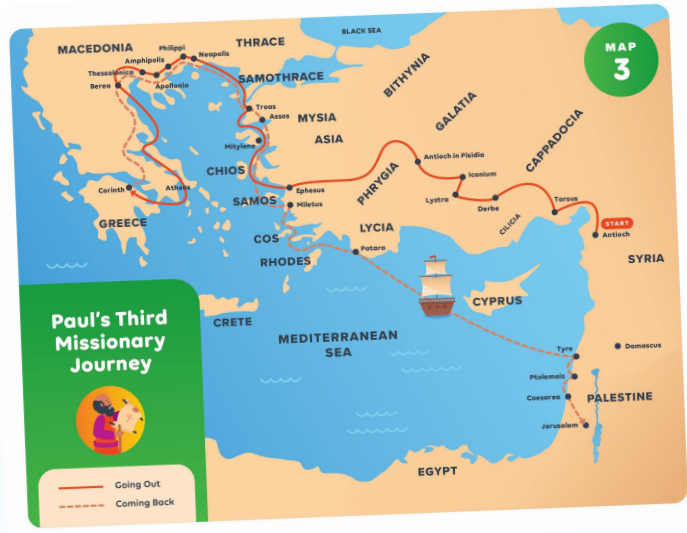 BLACK SEA
MAP
3
MACEDONIA
THRACE
Philippi
Neapolis
Amphipolis
Thessalonica
Apollonia
Berea
SAMOTHRACE
BITHYNIA
Troas
Assos
MYSIA
ASIA
GALATIA
Mitylene
CAPPADOCIA
CHIOS
Antioch in Pisidia
PHRYGIA
Iconium
Corinth
Athens
Ephesus
Lystra
Derbe
Tarsus
SAMOS
Miletus
CILICIA
START
Antioch
GREECE
LYCIA
COS
Patara
RHODES
SYRIA
CYPRUS
CRETE
MEDITERRANEAN
SEA
Paul's Third
Missionary
Journey
Tyre
Damascus
Ptolemais
Caesarea
PALESTINE
Jerusalem
EGYPT
Going Out
Coming Back